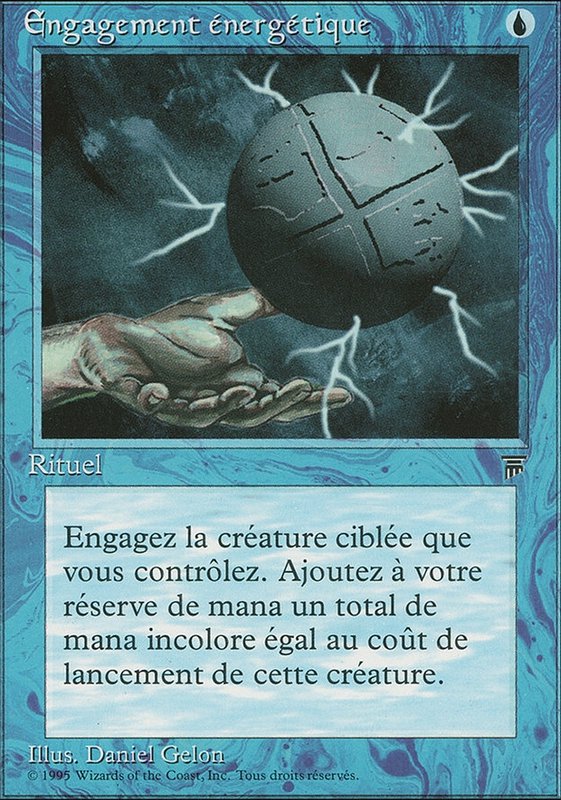 Engagement énergétique
Rituel
Engagez la créature ciblée que
vous contrôlez. Ajoutez à votre
réserve de mana un total de
mana incolore égal au coût de
lancement de cette créature.
Illus. Daniel Gelon
© 1995 Wizards of the Coast, Inc. Tous droits réservés.